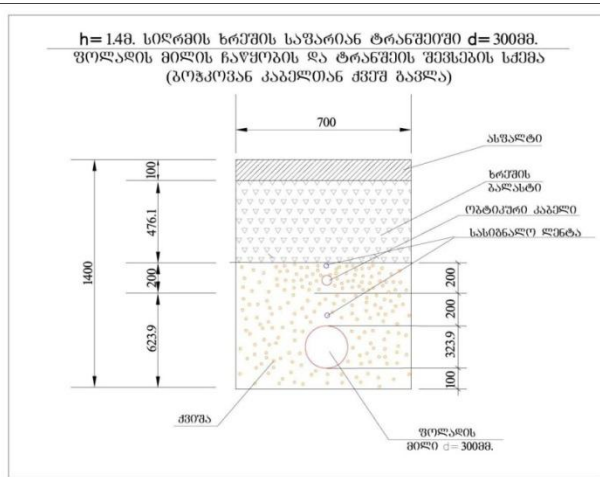 h= 1.4მ. სიღრმის ხრეშის საფარიან ტრანშეიში d= 300მმ.
ფოლადის მილის ჩაწყობის და ტრანშეის შევსების სქემა
(ბოჭკოვან კაბელთან ქვეშ გავლა)
700
ასფალტი
100
ხრეშის
ბალასტი
476.1
ოპტიკური კაბელი
სასიგნალო ლენტა
1400
200
200
200
623.9
323.9
100
ქვიშა
ფოლადის
მილი d= 300მმ.